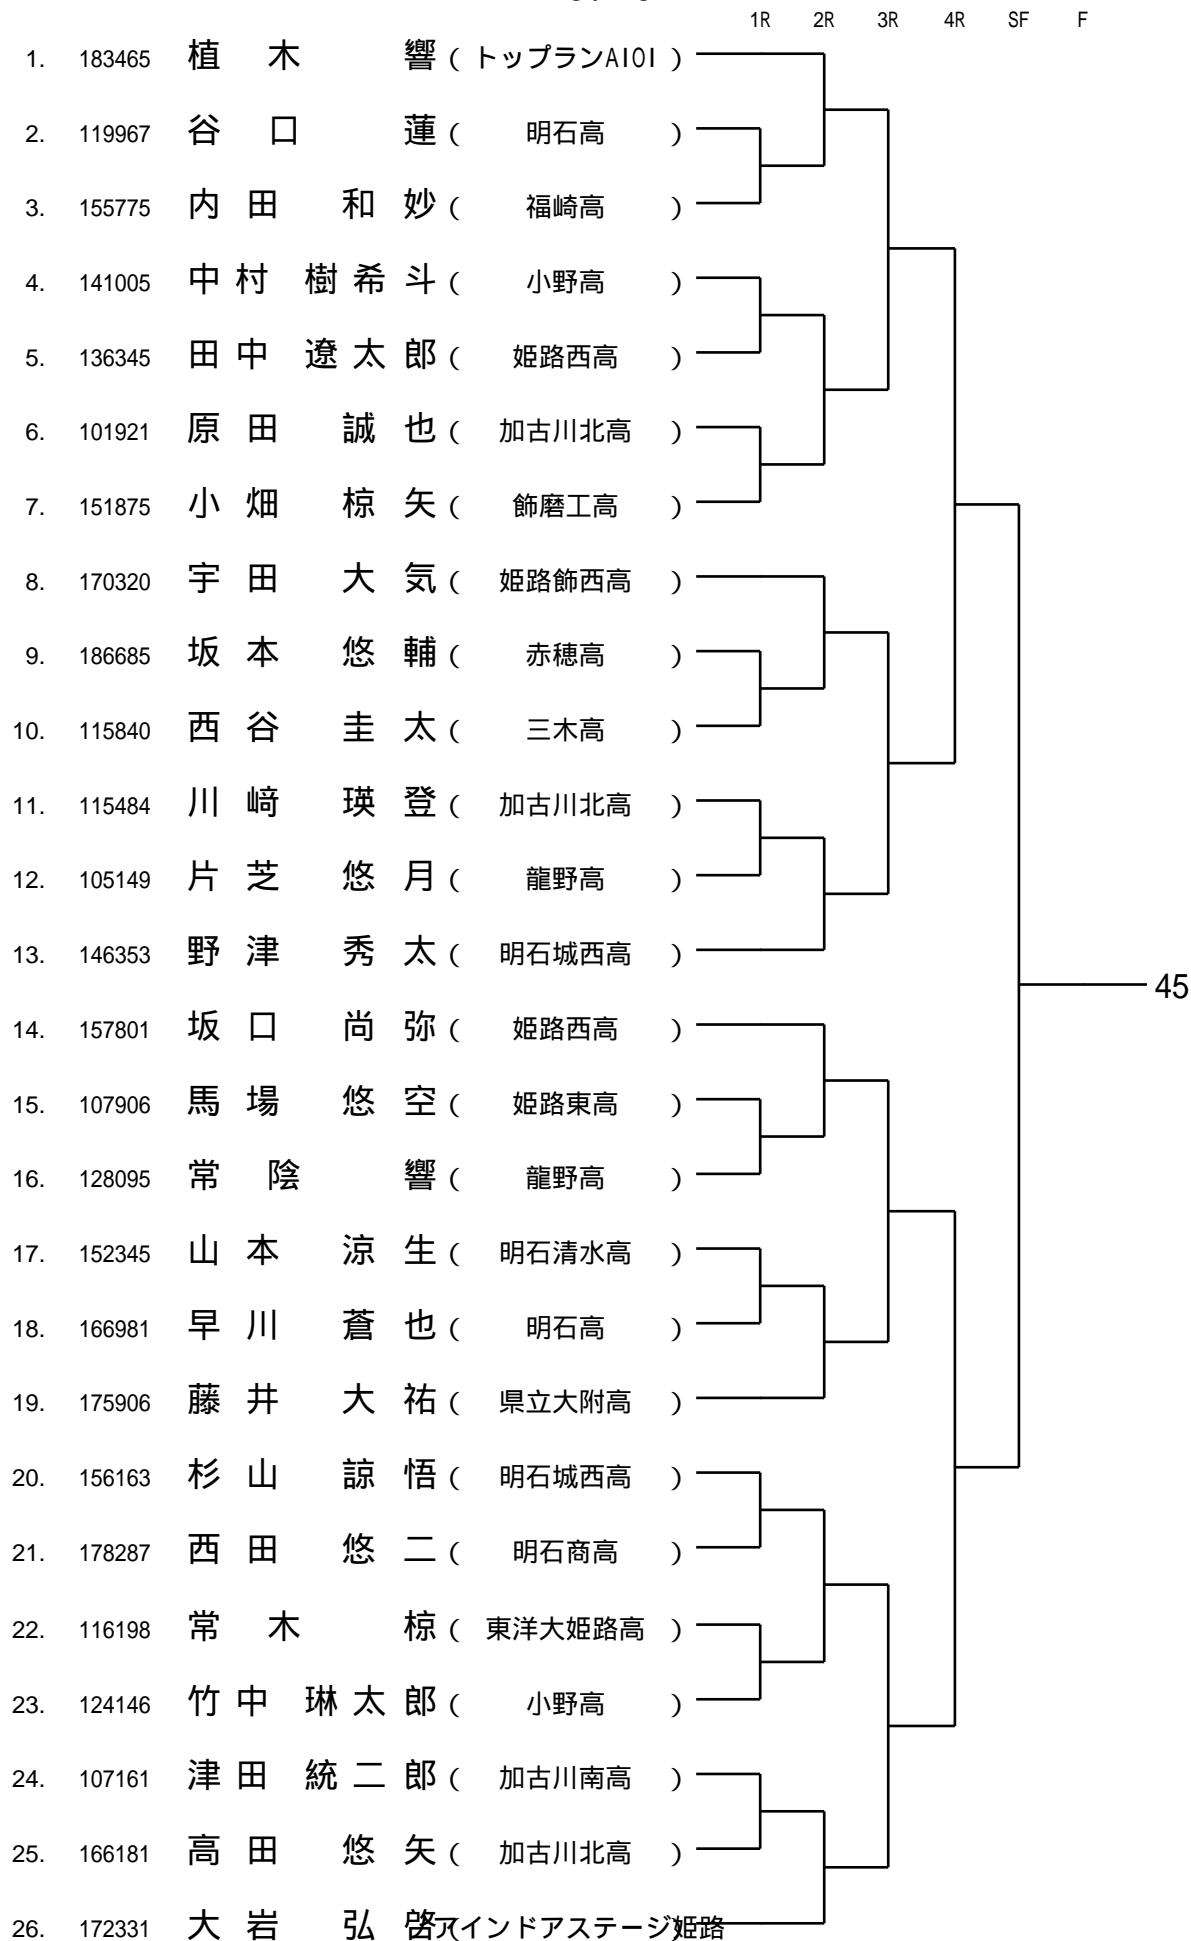 1R 2R 3R 4R SF F
1. 183465 植木 響 ( トップランAIOI )
2. 119967 谷口 蓮 ( 明石高 )
3. 155775 内田 和妙 ( 福崎高 )
4. 141005 中村 樹希斗 ( 小野高 )
5. 136345 田中 遼太郎 ( 姫路西高 )
6. 101921 原田 誠也 ( 加古川北高 )
7. 151875 小畑 椋矢 ( 飾磨工高 )
8. 170320 宇田 大気 ( 姫路飾西高 )
9. 186685 坂本 悠輔 ( 赤穂高 )
10. 115840 西谷 圭太 ( 三木高 )
11. 115484 川﨑 瑛登 ( 加古川北高 )
12. 105149 片芝 悠月 ( 龍野高 )
13. 146353 野津 秀太 ( 明石城西高 )
45
14. 157801 坂口 尚弥 ( 姫路西高 )
15. 107906 馬場 悠空 ( 姫路東高 )
16. 128095 常陰 響 ( 龍野高 )
17. 152345 山本 涼生 ( 明石清水高 )
18. 166981 早川 蒼也 ( 明石高 )
19. 175906 藤井 大祐 ( 県立大附高 )
20. 156163 杉山 諒悟 ( 明石城西高 )
21. 178287 西田 悠二 ( 明石商高 )
22. 116198 常木 椋 ( 東洋大姫路高 )
23. 124146 竹中 琳太郎 ( 小野高 )
24. 107161 津田 統二郎 ( 加古川南高 )
25. 166181 高田 悠矢 ( 加古川北高 )
26. 172331 大岩 弘啓 ( インドアステージ姫路 )